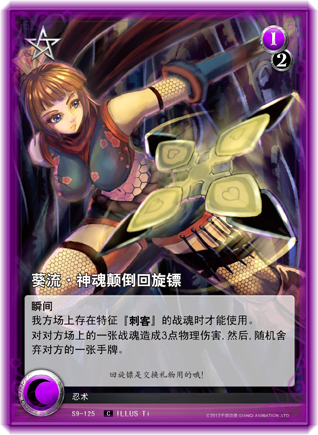 1
2
葵流·神魂颠倒回旋镖
瞬间
我方场上存在特征『刺客』的战魂时才能使用。
对对方场上的一张战魂造成3点物理伤害,然后,随机舍
弃对方的一张手牌。
回旋镖是交换礼物用的哦!
忍术
S9-125 C ILLUS Ti